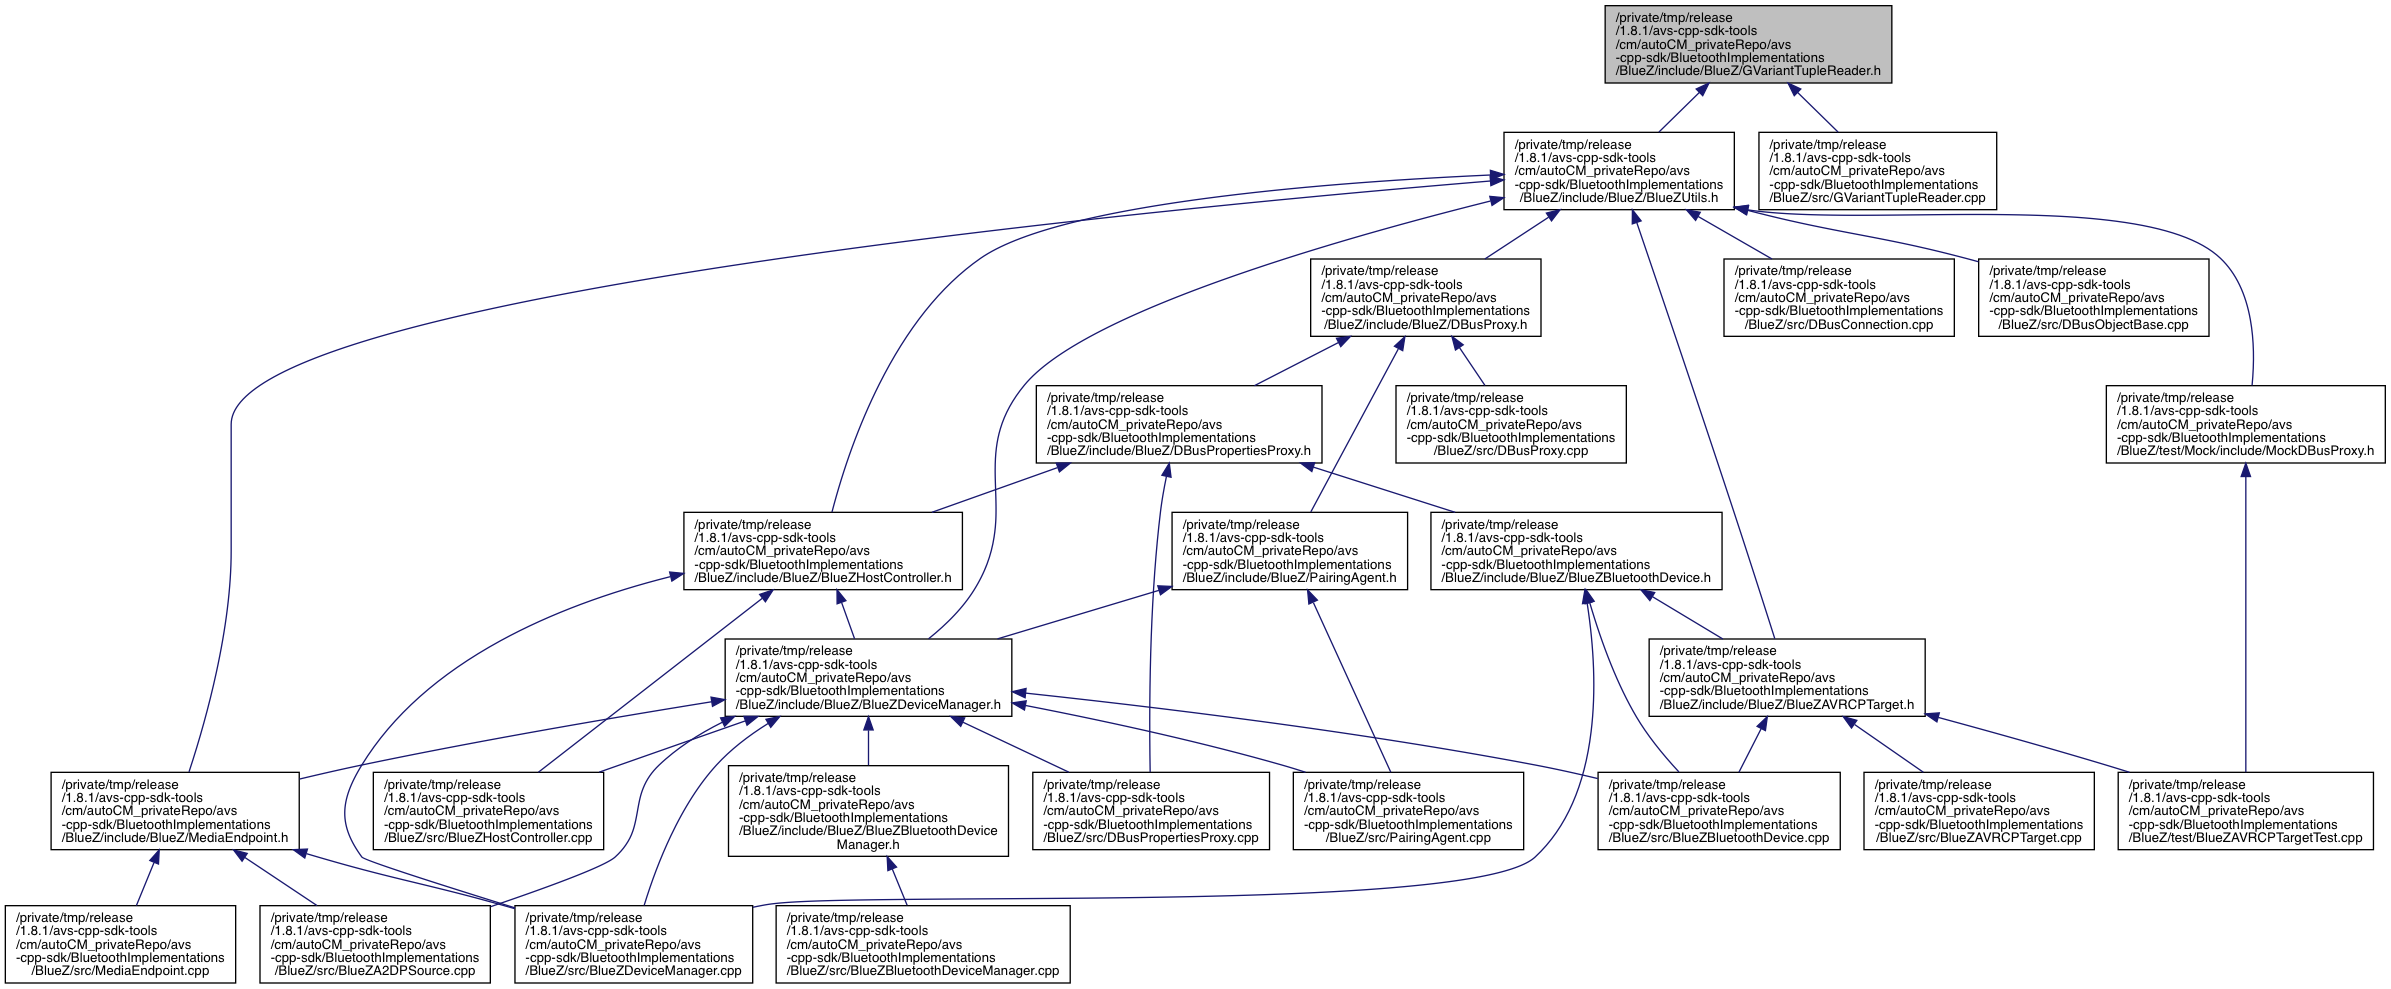 /private/tmp/release
/1.8.1/avs-cpp-sdk-tools
/cm/autoCM_privateRepo/avs
-cpp-sdk/BluetoothImplementations
/BlueZ/include/BlueZ/GVariantTupleReader.h
/private/tmp/release
/1.8.1/avs-cpp-sdk-tools
/cm/autoCM_privateRepo/avs
-cpp-sdk/BluetoothImplementations
/BlueZ/include/BlueZ/BlueZUtils.h
/private/tmp/release
/1.8.1/avs-cpp-sdk-tools
/cm/autoCM_privateRepo/avs
-cpp-sdk/BluetoothImplementations
/BlueZ/src/GVariantTupleReader.cpp
/private/tmp/release
/1.8.1/avs-cpp-sdk-tools
/cm/autoCM_privateRepo/avs
-cpp-sdk/BluetoothImplementations
/BlueZ/include/BlueZ/DBusProxy.h
/private/tmp/release
/1.8.1/avs-cpp-sdk-tools
/cm/autoCM_privateRepo/avs
-cpp-sdk/BluetoothImplementations
/BlueZ/src/DBusConnection.cpp
/private/tmp/release
/1.8.1/avs-cpp-sdk-tools
/cm/autoCM_privateRepo/avs
-cpp-sdk/BluetoothImplementations
/BlueZ/src/DBusObjectBase.cpp
/private/tmp/release
/1.8.1/avs-cpp-sdk-tools
/cm/autoCM_privateRepo/avs
-cpp-sdk/BluetoothImplementations
/BlueZ/include/BlueZ/DBusPropertiesProxy.h
/private/tmp/release
/1.8.1/avs-cpp-sdk-tools
/cm/autoCM_privateRepo/avs
-cpp-sdk/BluetoothImplementations
/BlueZ/src/DBusProxy.cpp
/private/tmp/release
/1.8.1/avs-cpp-sdk-tools
/cm/autoCM_privateRepo/avs
-cpp-sdk/BluetoothImplementations
/BlueZ/test/Mock/include/MockDBusProxy.h
/private/tmp/release
/1.8.1/avs-cpp-sdk-tools
/cm/autoCM_privateRepo/avs
-cpp-sdk/BluetoothImplementations
/BlueZ/include/BlueZ/BlueZHostController.h
/private/tmp/release
/1.8.1/avs-cpp-sdk-tools
/cm/autoCM_privateRepo/avs
-cpp-sdk/BluetoothImplementations
/BlueZ/include/BlueZ/PairingAgent.h
/private/tmp/release
/1.8.1/avs-cpp-sdk-tools
/cm/autoCM_privateRepo/avs
-cpp-sdk/BluetoothImplementations
/BlueZ/include/BlueZ/BlueZBluetoothDevice.h
/private/tmp/release
/1.8.1/avs-cpp-sdk-tools
/cm/autoCM_privateRepo/avs
-cpp-sdk/BluetoothImplementations
/BlueZ/include/BlueZ/BlueZDeviceManager.h
/private/tmp/release
/1.8.1/avs-cpp-sdk-tools
/cm/autoCM_privateRepo/avs
-cpp-sdk/BluetoothImplementations
/BlueZ/include/BlueZ/BlueZAVRCPTarget.h
/private/tmp/release
/1.8.1/avs-cpp-sdk-tools
/cm/autoCM_privateRepo/avs
-cpp-sdk/BluetoothImplementations
/BlueZ/include/BlueZ/MediaEndpoint.h
/private/tmp/release
/1.8.1/avs-cpp-sdk-tools
/cm/autoCM_privateRepo/avs
-cpp-sdk/BluetoothImplementations
/BlueZ/src/BlueZHostController.cpp
/private/tmp/release
/1.8.1/avs-cpp-sdk-tools
/cm/autoCM_privateRepo/avs
-cpp-sdk/BluetoothImplementations
/BlueZ/include/BlueZ/BlueZBluetoothDevice
Manager.h
/private/tmp/release
/1.8.1/avs-cpp-sdk-tools
/cm/autoCM_privateRepo/avs
-cpp-sdk/BluetoothImplementations
/BlueZ/src/DBusPropertiesProxy.cpp
/private/tmp/release
/1.8.1/avs-cpp-sdk-tools
/cm/autoCM_privateRepo/avs
-cpp-sdk/BluetoothImplementations
/BlueZ/src/PairingAgent.cpp
/private/tmp/release
/1.8.1/avs-cpp-sdk-tools
/cm/autoCM_privateRepo/avs
-cpp-sdk/BluetoothImplementations
/BlueZ/src/BlueZBluetoothDevice.cpp
/private/tmp/release
/1.8.1/avs-cpp-sdk-tools
/cm/autoCM_privateRepo/avs
-cpp-sdk/BluetoothImplementations
/BlueZ/src/BlueZAVRCPTarget.cpp
/private/tmp/release
/1.8.1/avs-cpp-sdk-tools
/cm/autoCM_privateRepo/avs
-cpp-sdk/BluetoothImplementations
/BlueZ/test/BlueZAVRCPTargetTest.cpp
/private/tmp/release
/1.8.1/avs-cpp-sdk-tools
/cm/autoCM_privateRepo/avs
-cpp-sdk/BluetoothImplementations
/BlueZ/src/MediaEndpoint.cpp
/private/tmp/release
/1.8.1/avs-cpp-sdk-tools
/cm/autoCM_privateRepo/avs
-cpp-sdk/BluetoothImplementations
/BlueZ/src/BlueZA2DPSource.cpp
/private/tmp/release
/1.8.1/avs-cpp-sdk-tools
/cm/autoCM_privateRepo/avs
-cpp-sdk/BluetoothImplementations
/BlueZ/src/BlueZDeviceManager.cpp
/private/tmp/release
/1.8.1/avs-cpp-sdk-tools
/cm/autoCM_privateRepo/avs
-cpp-sdk/BluetoothImplementations
/BlueZ/src/BlueZBluetoothDeviceManager.cpp